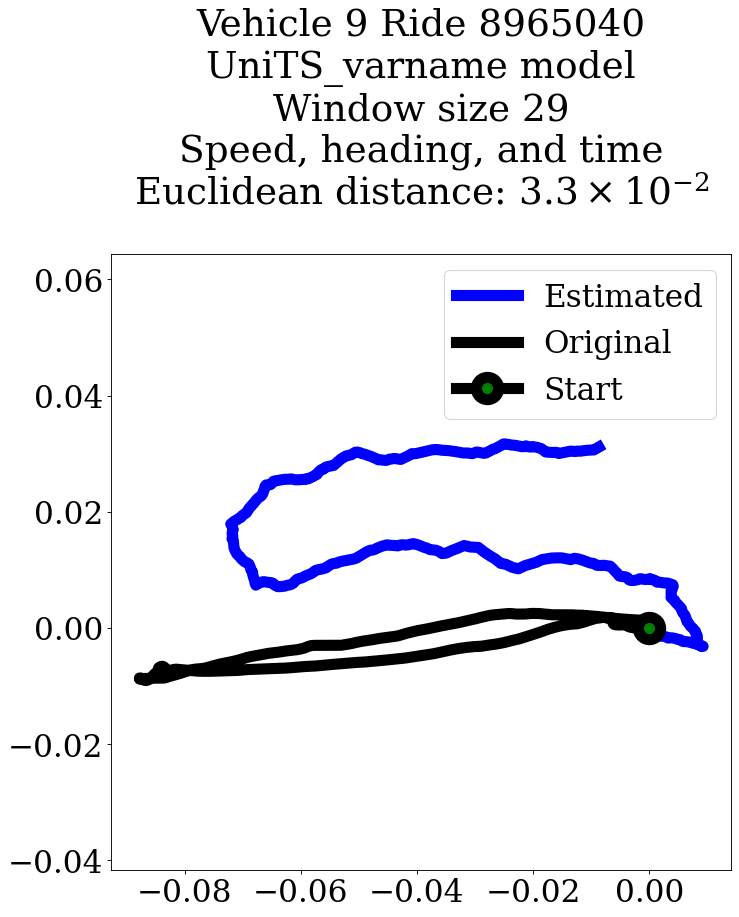 Vehicle 9 Ride 8965040
UniTS_varname model
Window size 29
Speed, heading, and time
Euclidean distance: 3.3 × 10⁻²
Estimated
Original
Start
0.06
0.04
0.02
0.00
−0.02
−0.04
−0.08 −0.06 −0.04 −0.02 0.00